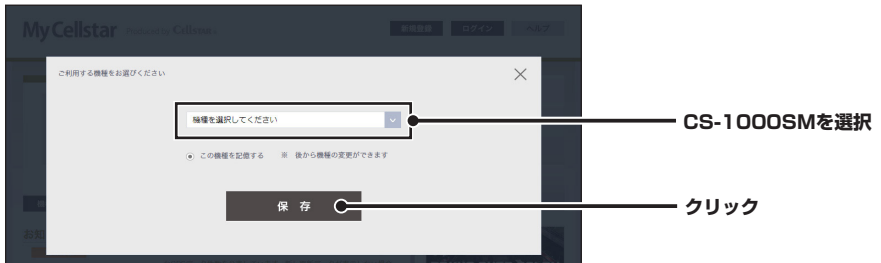 My Cellstar
新規登録 ログイン ヘルプ
ご利用する機種をお選びください
機種を選択してください
CS-1000SMを選択
この機種を記憶する ※ 後から機種の変更ができます
保 存
クリック
お知